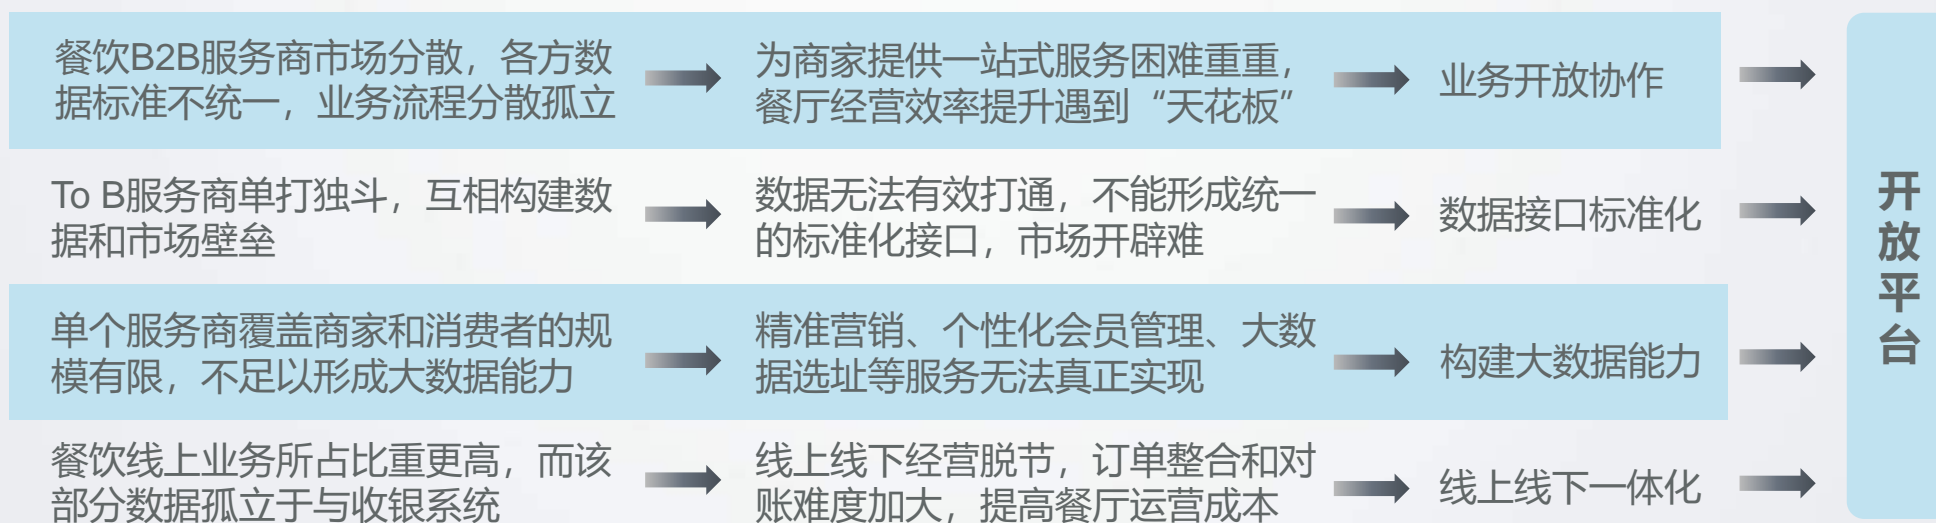 餐饮B2B服务商市场分散，各方数
据标准不统一，业务流程分散孤立
为商家提供一站式服务困难重重，
餐厅经营效率提升遇到“天花板”
业务开放协作
To B服务商单打独斗，互相构建数
据和市场壁垒
数据无法有效打通，不能形成统一
的标准化接口，市场开辟难
数据接口标准化
单个服务商覆盖商家和消费者的规
模有限，不足以形成大数据能力
精准营销、个性化会员管理、大数
据选址等服务无法真正实现
构建大数据能力
餐饮线上业务所占比重更高，而该
部分数据孤立于与收银系统
线上线下经营脱节，订单整合和对
账难度加大，提高餐厅运营成本
线上线下一体化
开放平台